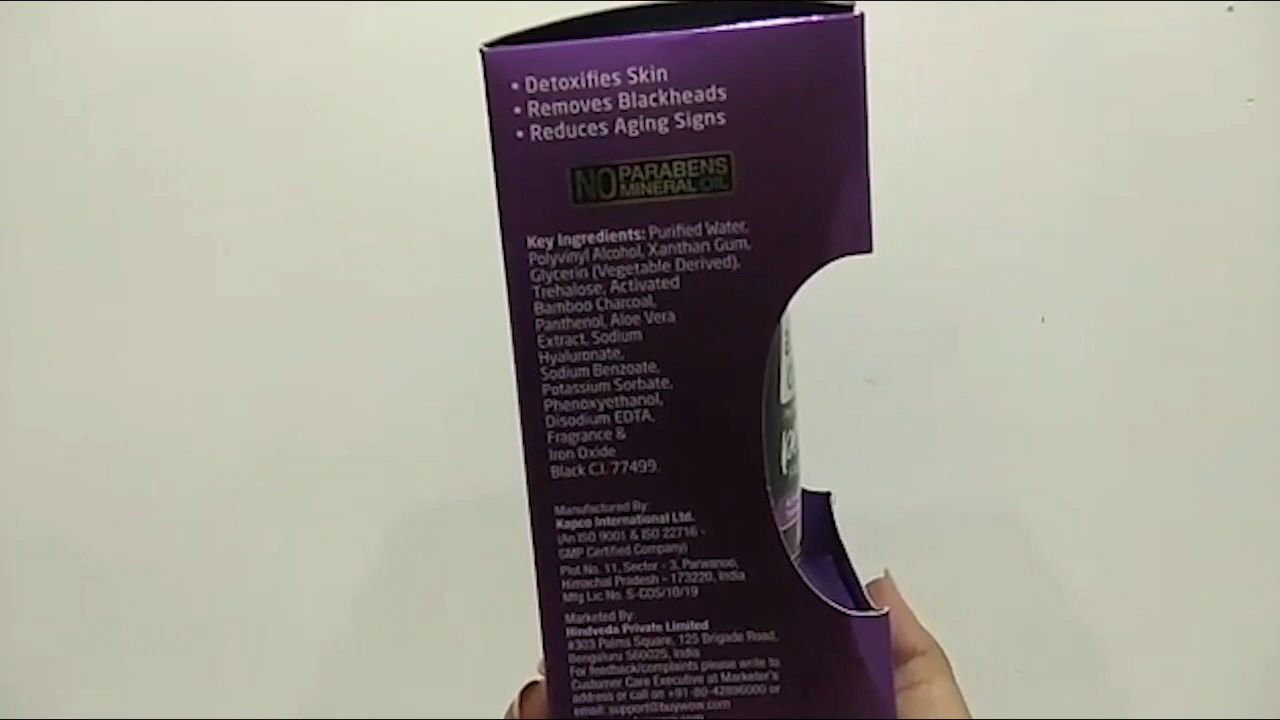 • Detoxifies Skin
• Removes Blackheads
• Reduces Aging Signs
NO PARABENS
MINERAL OIL
Key Ingredients: Purified Water,
Polyvinyl Alcohol, Xanthan Gum,
Glycerin (Vegetable Derived),
Trehalose, Activated
Bamboo Charcoal,
Panthenol, Aloe Vera
Extract, Sodium
Hyaluronate,
Sodium Benzoate,
Potassium Sorbate,
Phenoxyethanol,
Disodium EDTA,
Fragrance &
Iron Oxide
Black C.I. 77499.
Manufactured By:
Kapco International Ltd.
(An ISO 9001 & ISO 22716 -
GMP Certified Company)
Plot No. 11, Sector - 3, Parwanoo,
Himachal Pradesh - 173220, India
Mfg Lic No. S-COS/10/19
Marketed By:
Hindveda Private Limited
#303 Palms Square, 125 Brigade Road,
Bengaluru 560025, India
For feedback/complaints please write to
Customer Care Executive at Marketer's
address or call on +91-80-42896000 or
email: support@buywow.com